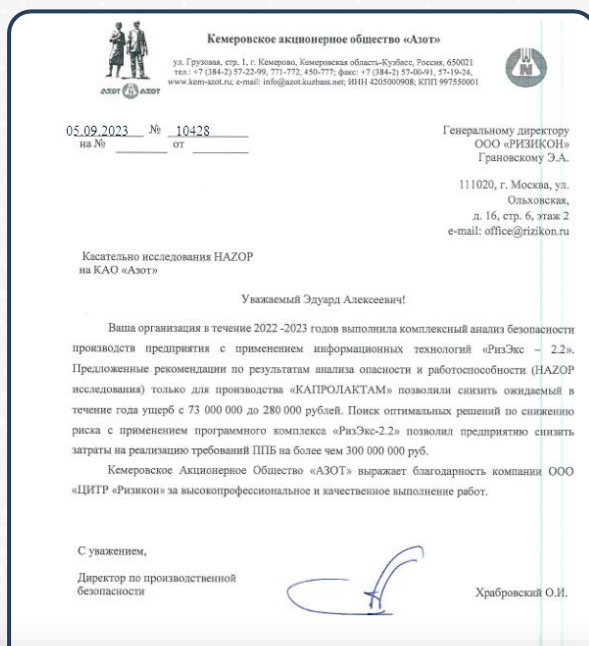 Кемеровское акционерное общество «Азот»
ул. Грузовая, стр. 1, г. Кемерово, Кемеровская область-Кузбасс, Россия, 650021
тел.: +7 (384-2) 57-22-99, 771-772, 450-777; факс: +7 (384-2) 57-00-91, 57-19-24,
www.kem-azot.ru; e-mail: info@azot.kuzbass.net; ИНН 4205000908; КПП 997550001
АЗОТ АЗОТ
05.09.2023 № 10428
на № от
Генеральному директору
ООО «РИЗИКОН»
Грановскому Э.А.
111020, г. Москва, ул.
Ольховская,
д. 16, стр. 6, этаж 2
e-mail: office@rizikon.ru
Касательно исследования HAZOP
на КАО «Азот»
Уважаемый Эдуард Алексеевич!
Ваша организация в течение 2022 -2023 годов выполнила комплексный анализ безопасности
производств предприятия с применением информационных технологий «РизЭкс – 2.2».
Предложенные рекомендации по результатам анализа опасности и работоспособности (HAZOP
исследования) только для производства «КАПРОЛАКТАМ» позволили снизить ожидаемый в
течение года ущерб с 73 000 000 до 280 000 рублей. Поиск оптимальных решений по снижению
риска с применением программного комплекса «РизЭкс-2.2» позволил предприятию снизить
затраты на реализацию требований ППБ на более чем 300 000 000 руб.
Кемеровское Акционерное Общество «АЗОТ» выражает благодарность компании ООО
«ЦИТР «Ризикон» за высокопрофессиональное и качественное выполнение работ.
С уважением,
Директор по производственной
безопасности
Храбровский О.И.